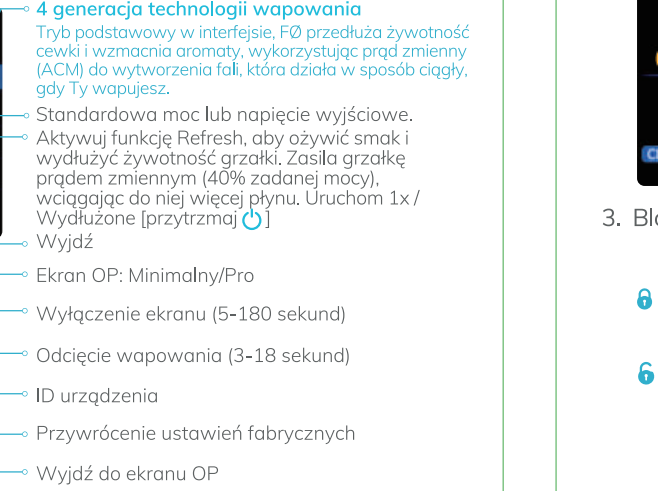 4 generacja technologii wapowania
Tryb podstawowy w interfejsie, FØ przedłuża żywotność
cewki i wzmacnia aromaty, wykorzystując prąd zmienny
(ACM) do wytworzenia fali, która działa w sposób ciągły,
gdy Ty wapujesz.
Standardowa moc lub napięcie wyjściowe.
Aktywuj funkcję Refresh, aby ożywić smak i
wydłużyć żywotność grzałki. Zasila grzałkę
prądem zmiennym (40% zadanej mocy),
wciągając do niej więcej płynu. Uruchom 1x /
Wydłużone [przytrzmaj ]
Wyjdź
Ekran OP: Minimalny/Pro
Wyłączenie ekranu (5-180 sekund)
Odcięcie wapowania (3-18 sekund)
ID urządzenia
Przywrócenie ustawień fabrycznych
Wyjdź do ekranu OP
3.